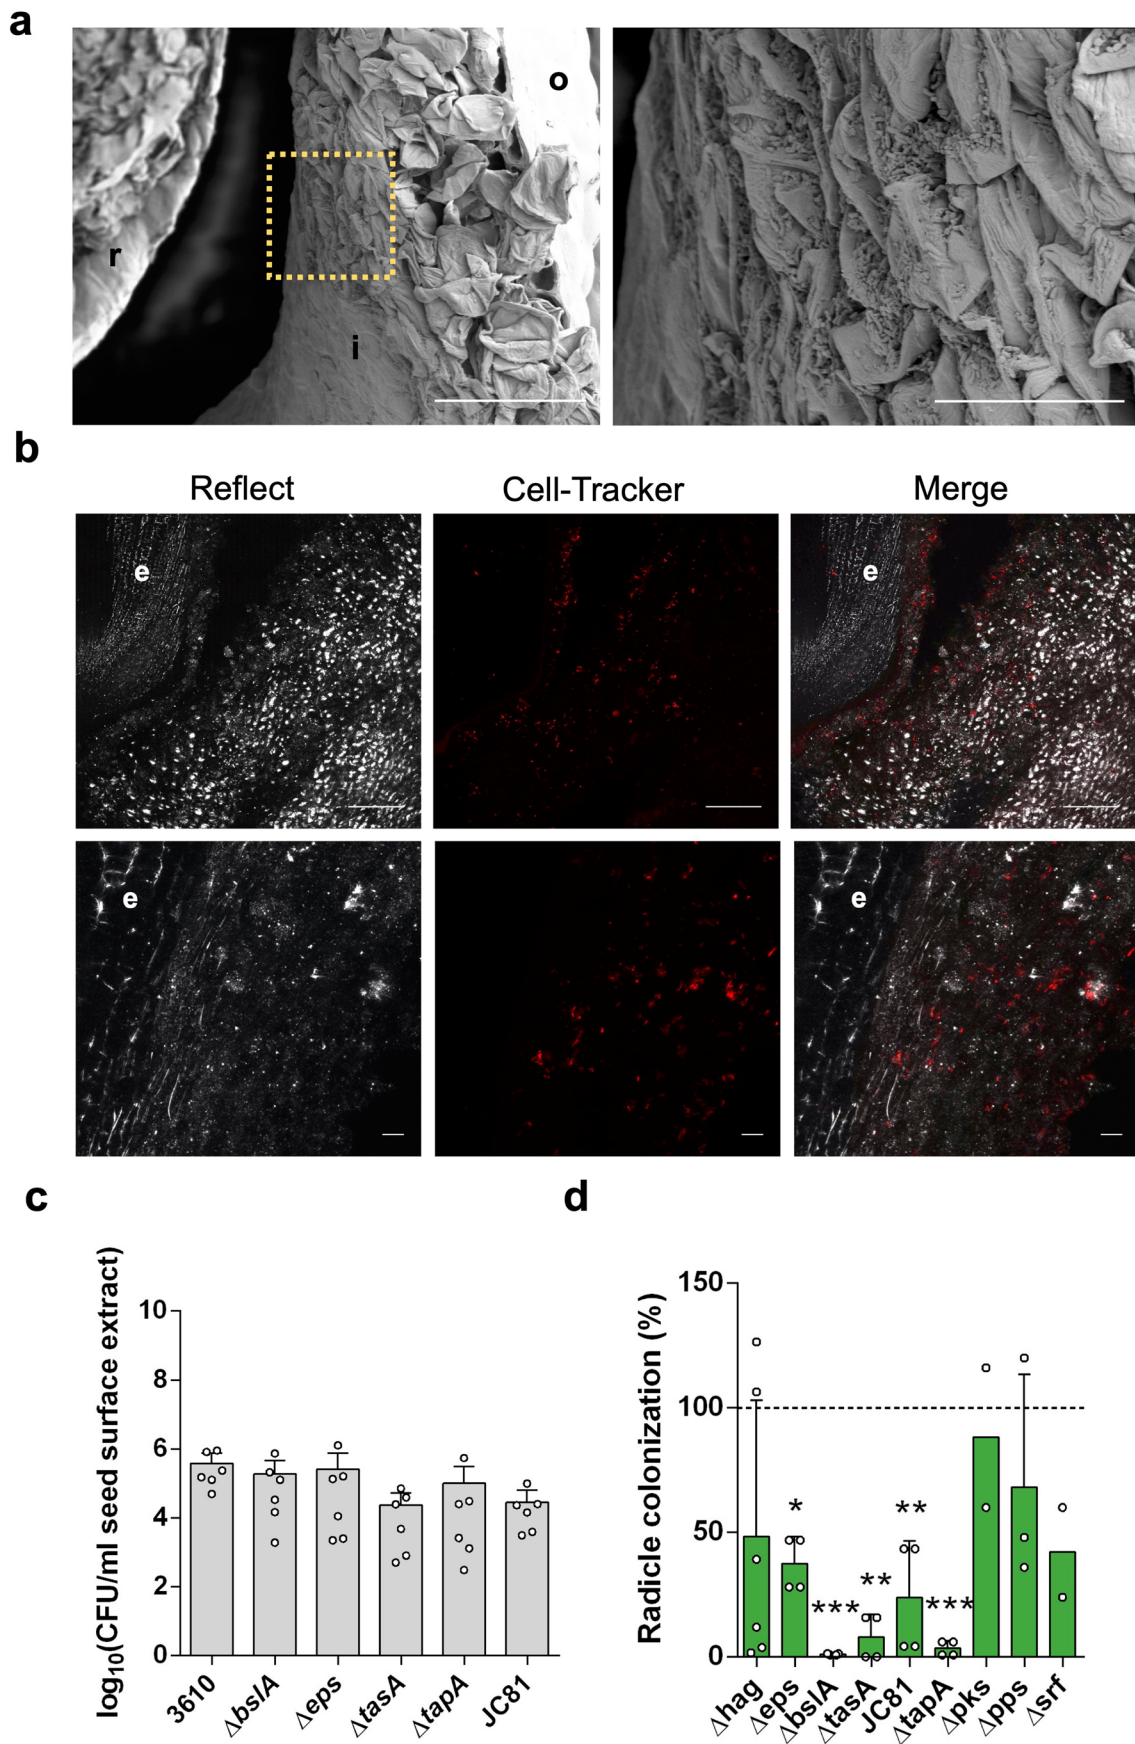 a
o
r
i
b
Reflect
Cell-Tracker
Merge
e
e
e
e
c
d
log10(CFU/ml seed surface extract)
10
8
6
4
2
0
3610
ΔbslA
Δeps
ΔtasA
ΔtapA
JC81
Radicle colonization (%)
150
100
50
0
*
***
**
**
***
Δhag
Δeps
ΔbslA
ΔtasA
JC81
ΔtapA
Δpks
Δpps
Δsrf